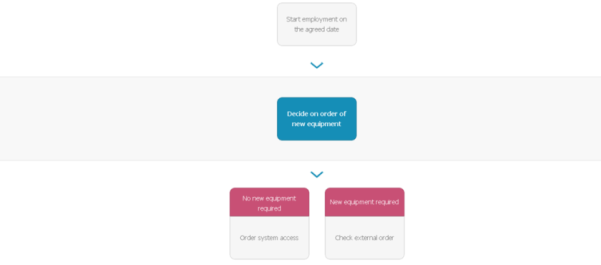 Start employment on
the agreed date
Decide on order of
new equipment
No new equipment
required
New equipment required
Order system access
Check external order